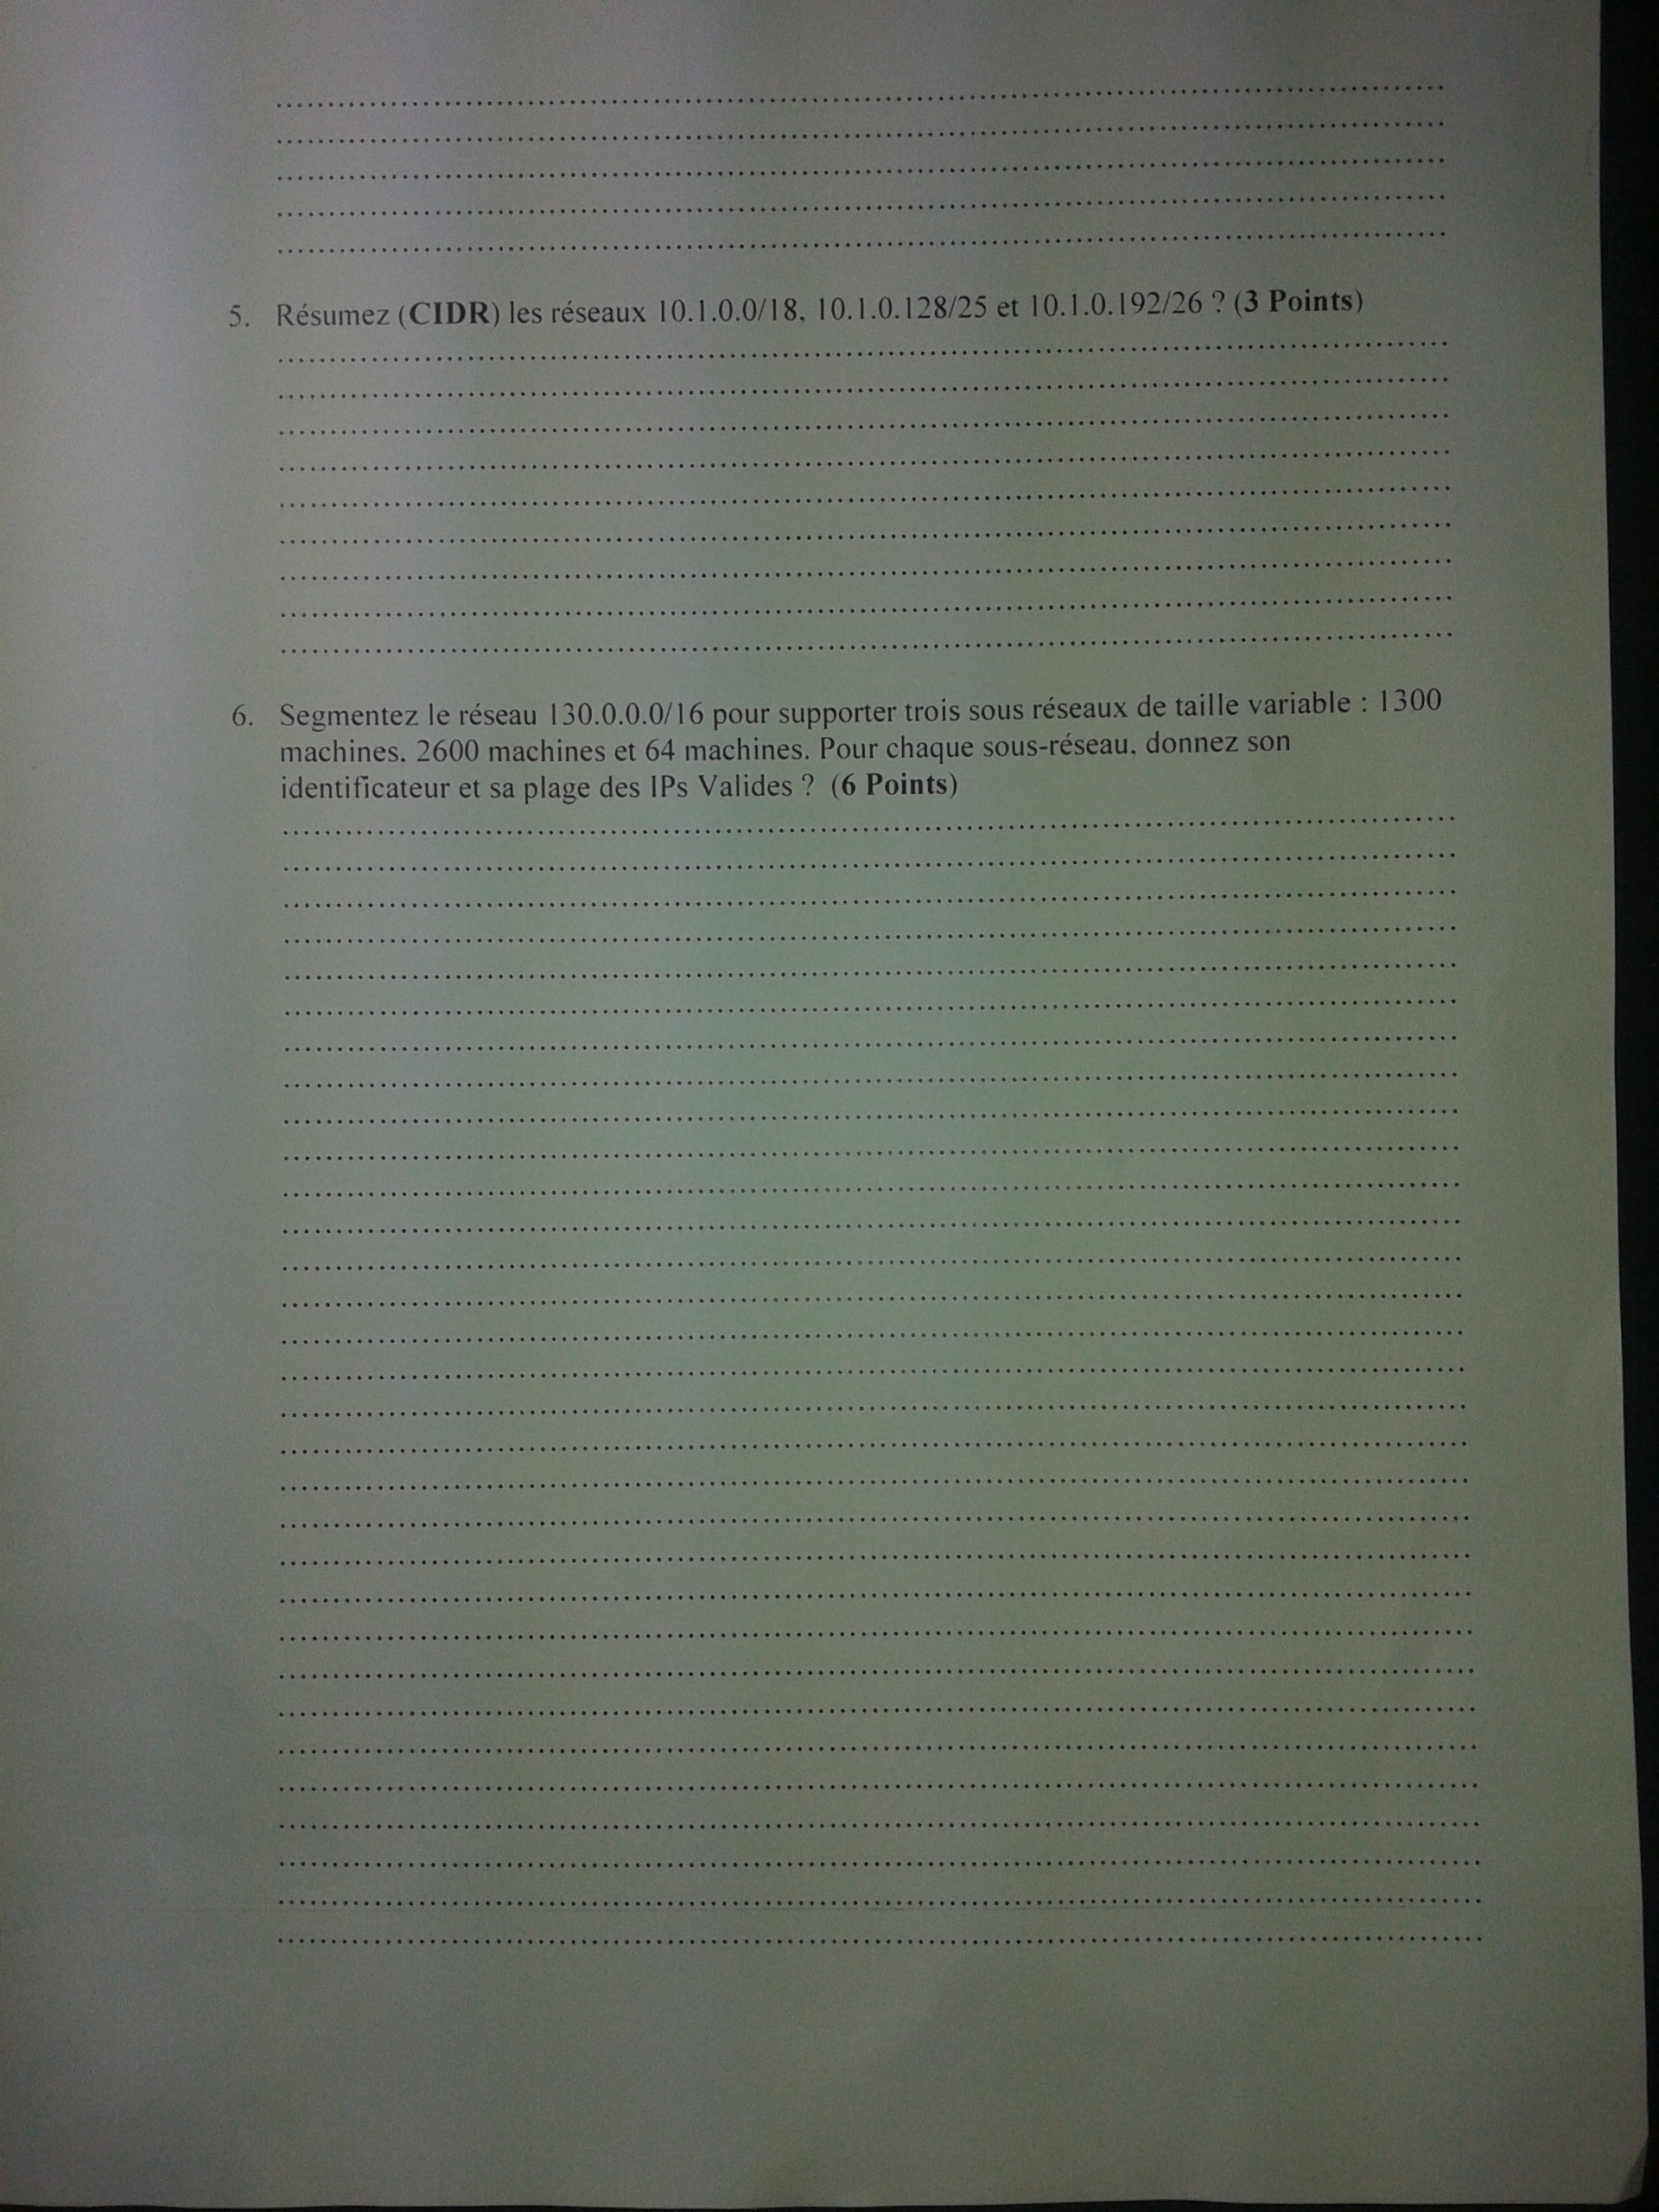 5. Résumez (CIDR) les réseaux 10.1.0.0/18, 10.1.0.128/25 et 10.1.0.192/26 ? (3 Points)
6. Segmentez le réseau 130.0.0.0/16 pour supporter trois sous réseaux de taille variable : 1300
machines, 2600 machines et 64 machines. Pour chaque sous-réseau, donnez son
identificateur et sa plage des IPs Valides ? (6 Points)